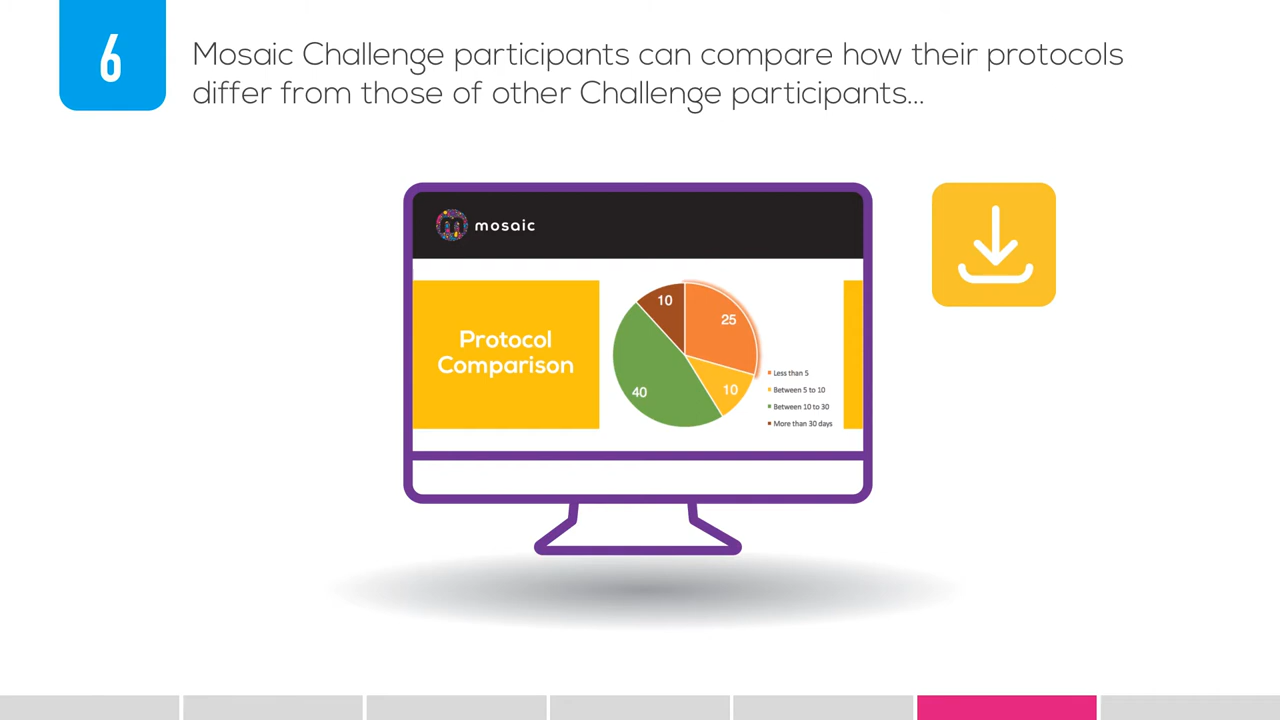 6
Mosaic Challenge participants can compare how their protocols
differ from those of other Challenge participants...
m mosaic
Protocol
Comparison
10
25
40
10
Less than 5
Between 5 to 10
Between 10 to 30
More than 30 days